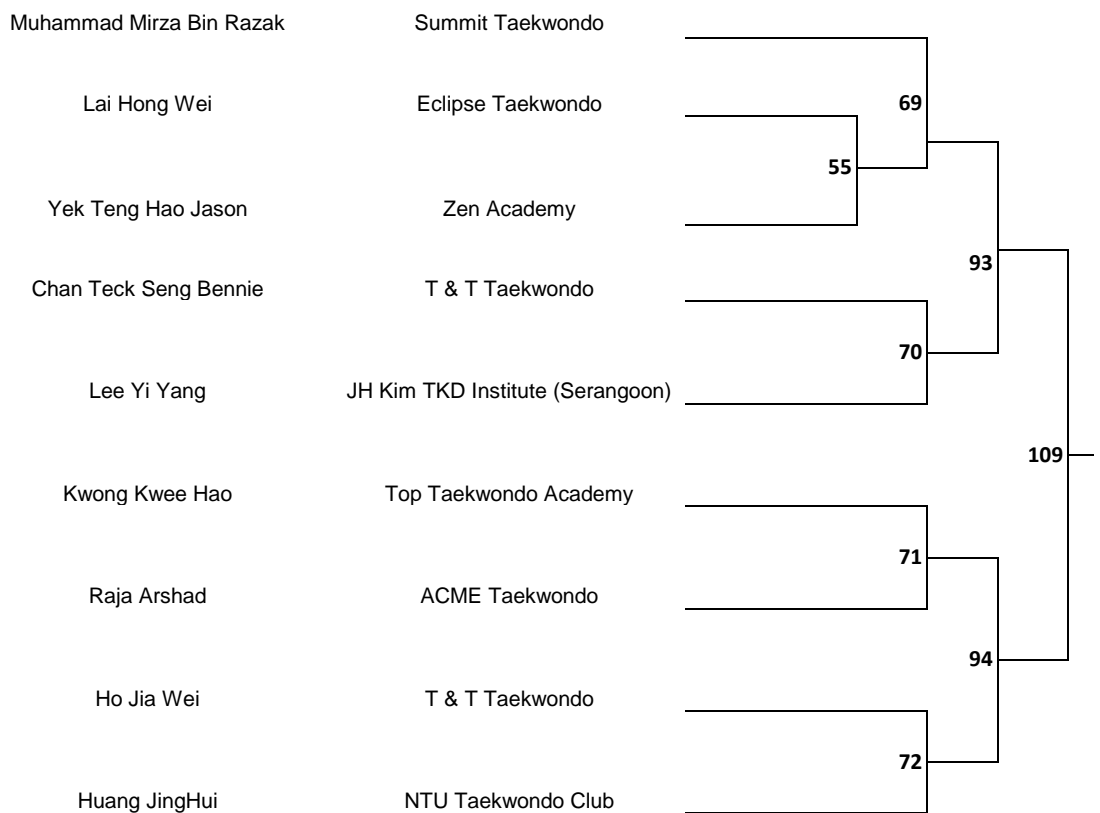 Muhammad Mirza Bin Razak Summit Taekwondo
Lai Hong Wei Eclipse Taekwondo 69
55
Yek Teng Hao Jason Zen Academy
93
Chan Teck Seng Bennie T & T Taekwondo
70
Lee Yi Yang JH Kim TKD Institute (Serangoon)
109
Kwong Kwee Hao Top Taekwondo Academy
71
Raja Arshad ACME Taekwondo
94
Ho Jia Wei T & T Taekwondo
72
Huang JingHui NTU Taekwondo Club